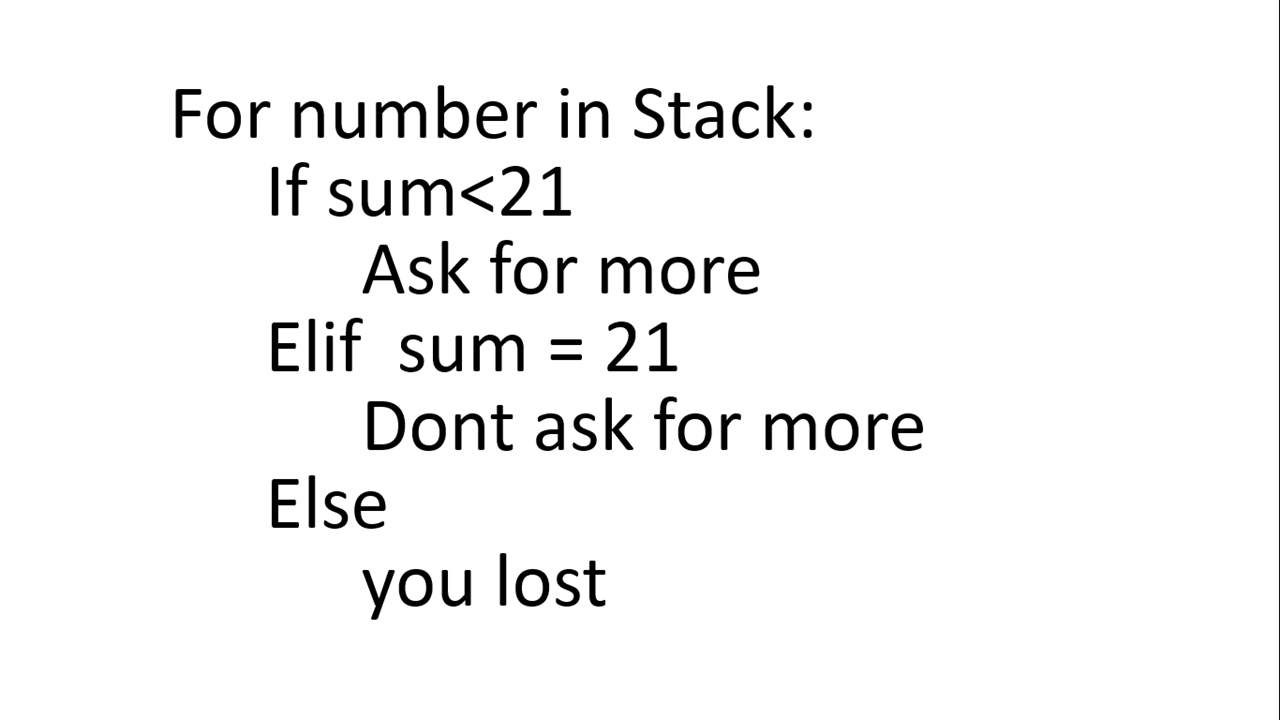 For number in Stack:
If sum<21
Ask for more
Elif  sum = 21
Dont ask for more
Else
you lost